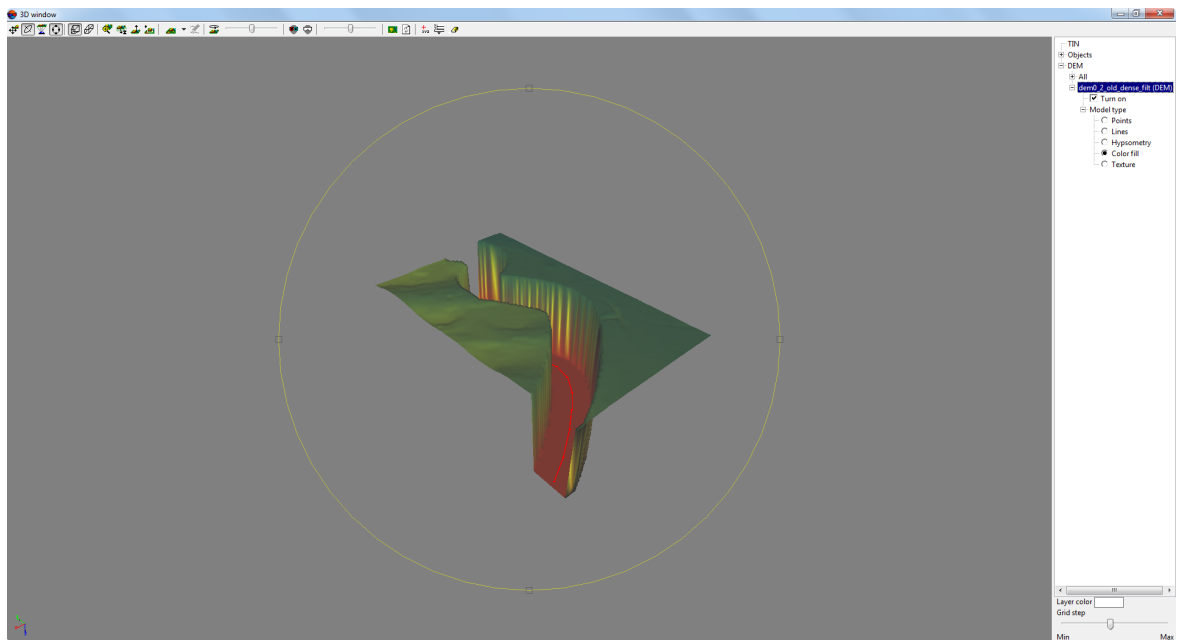 3D window
TIN
Objects
DEM
All
dem0_2_old_dense_filt (DEM)
Turn on
Model type
Points
Lines
Hypsometry
Color fill
Texture
Layer color
Grid step
Min Max